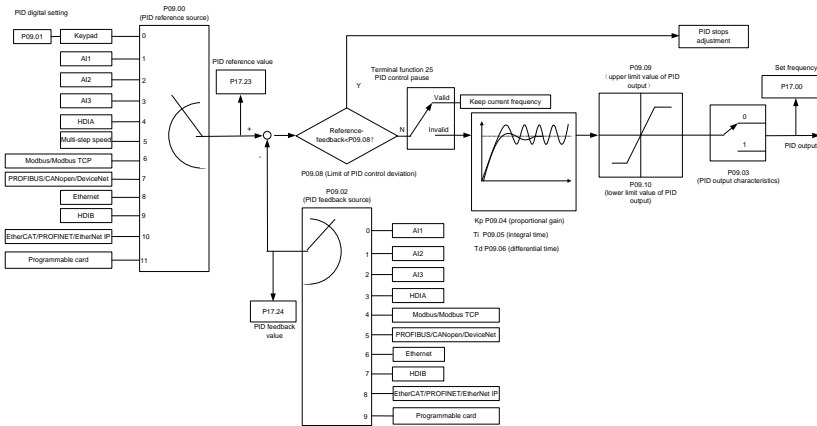 PID digital setting
P09.00
(PID reference source)
P09.01
Keypad
0
AI1
1
AI2
2
AI3
3
HDIA
4
Multi-step speed
5
Modbus/Modbus TCP
6
PROFIBUS/CANopen/DeviceNet
7
Ethernet
8
HDIB
9
EtherCAT/PROFINET/EtherNet IP
10
Programmable card
11
PID reference value
P17.23
+
-
Reference-
feedback<P09.08?
Y
N
P09.08 (Limit of PID control deviation)
PID stops
adjustment
Terminal function 25
PID control pause
Valid
Invalid
Keep current frequency
Kp P09.04 (proportional gain)
Ti P09.05 (integral time)
Td P09.06 (differential time)
P09.09
(upper limit value of PID
output)
P09.10
(lower limit value of PID
output)
0
1
P09.03
(PID output characteristics)
Set frequency
P17.00
PID output
P09.02
(PID feedback source)
P17.24
PID feedback
value
0
AI1
1
AI2
2
AI3
3
HDIA
4
Modbus/Modbus TCP
5
PROFIBUS/CANopen/DeviceNet
6
Ethernet
7
HDIB
8
EtherCAT/PROFINET/EtherNet IP
9
Programmable card